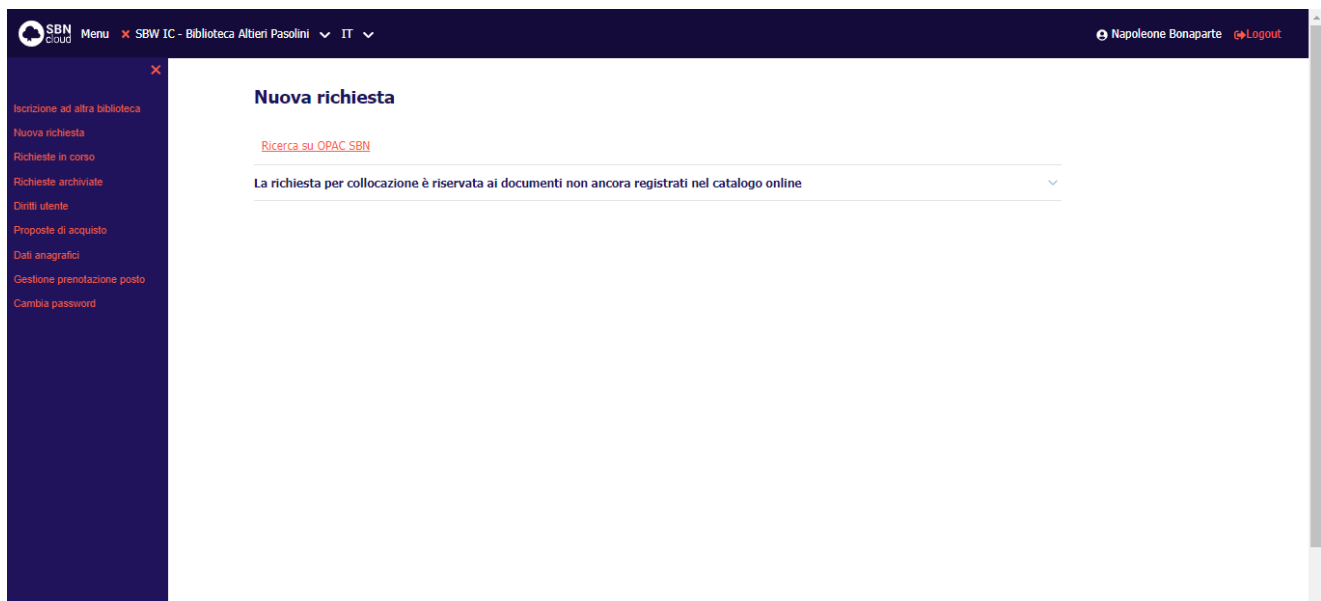 SBN cloud Menu × SBW IC - Biblioteca Altieri Pasolini IT Napoleone Bonaparte Logout
×
Iscrizione ad altra biblioteca
Nuova richiesta
Richieste in corso
Richieste archiviate
Diritti utente
Proposte di acquisto
Dati anagrafici
Gestione prenotazione posto
Cambia password
Nuova richiesta
Ricerca su OPAC SBN
La richiesta per collocazione è riservata ai documenti non ancora registrati nel catalogo online